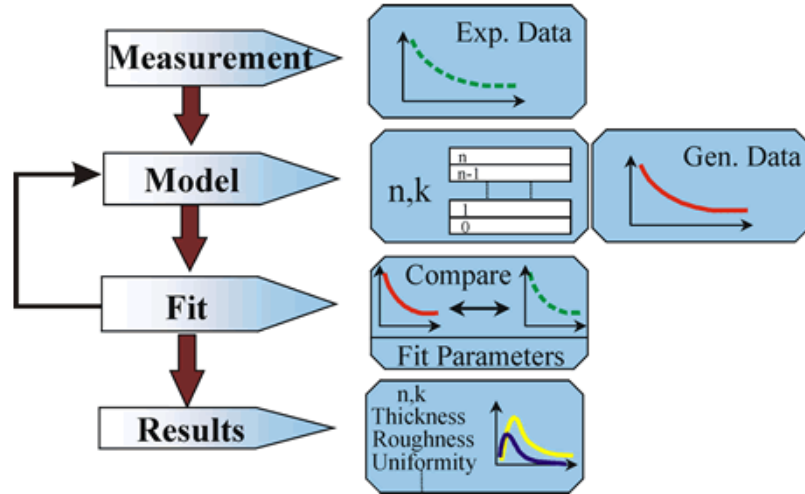 Measurement
Exp. Data
Model
n,k
n
n-1
1
0
Gen. Data
Fit
Compare
Fit Parameters
Results
n,k
Thickness
Roughness
Uniformity